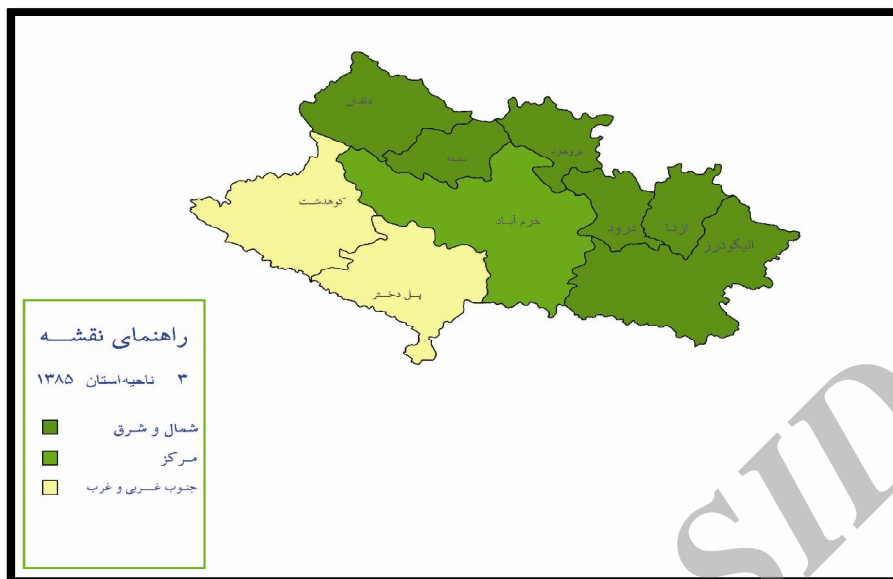 دلفان
بروجرد
سلسله
کوهدشت
خرم آباد
درود
ازنا
الیگودرز
پل دختر
راهنمای نقشـــه
۳ ناحیه‌استان ۱۳۸۵
شمال و شرق
مرکز
جنوب غربی و غرب
SID